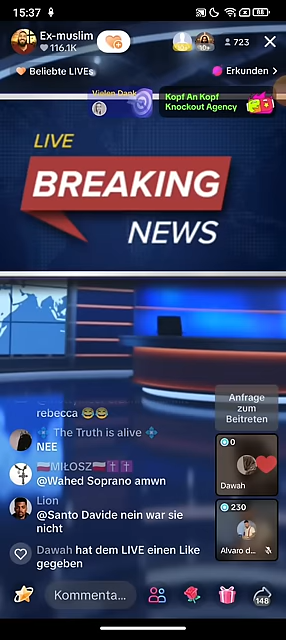 15:37
88
Ex-muslim
116.1K
10+
723
Beliebte LIVEs
Erkunden
Vielen Dank
Kopf An Kopf
Knockout Agency
LIVE
BREAKING
NEWS
Anfrage
zum
Beitreten
rebecca 😂😂
The Truth is alive
NEE
🇵🇱MIŁOSZ🇵🇱✝️✝️
@Wahed Soprano amwn
0
Dawah
Lion
@Santo Davide nein war sie
nicht
230
Alvaro d...
Dawah hat dem LIVE einen Like
gegeben
Kommenta...
148